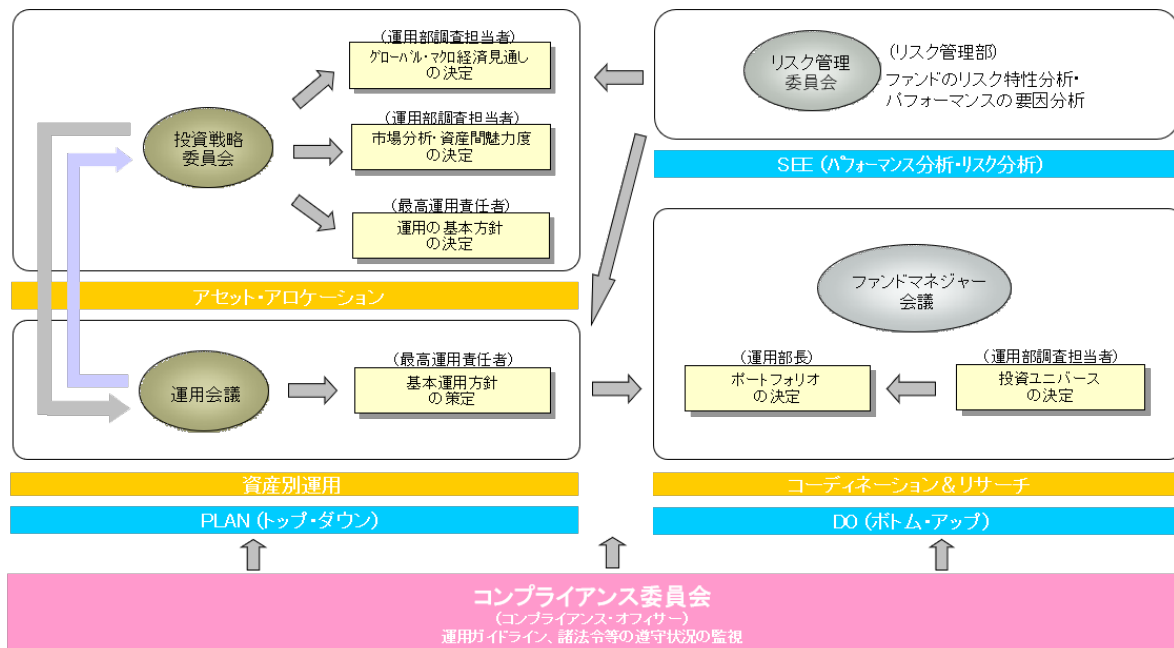 (運用部調査担当者)
グローバル・マクロ経済見通し
の決定
投資戦略
委員会
(運用部調査担当者)
市場分析・資産間魅力度
の決定
(最高運用責任者)
運用の基本方針
の決定
アセット・アロケーション
運用会議
(最高運用責任者)
基本運用方針
の策定
資産別運用
PLAN (トップ・ダウン)
リスク管理
委員会
(リスク管理部)
ファンドのリスク特性分析・
パフォーマンスの要因分析
SEE (パフォーマンス分析・リスク分析)
ファンドマネジャー
会議
(運用部長)
ポートフォリオ
の決定
(運用部調査担当者)
投資ユニバース
の決定
コーディネーション&リサーチ
DO (ボトム・アップ)
コンプライアンス委員会
(コンプライアンス・オフィサー)
運用ガイドライン、諸法令等の遵守状況の監視